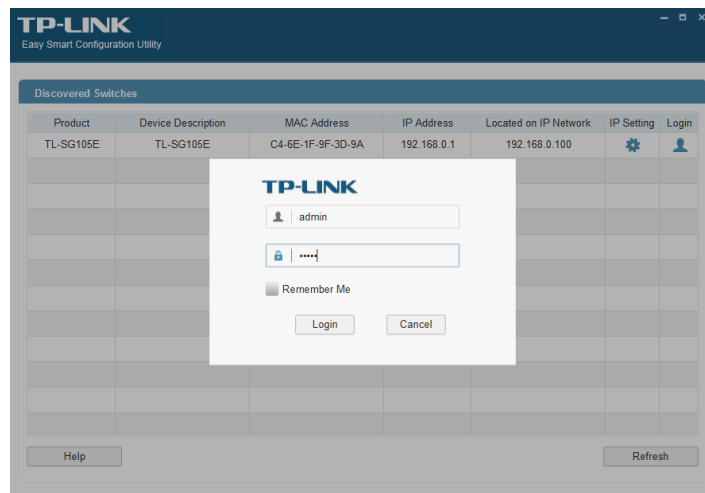 TP-LINK
Easy Smart Configuration Utility
Discovered Switches
Product Device Description MAC Address IP Address Located on IP Network IP Setting Login
TL-SG105E TL-SG105E C4-6E-1F-9F-3D-9A 192.168.0.1 192.168.0.100
TP-LINK
admin
•••••
Remember Me
Login Cancel
Help Refresh